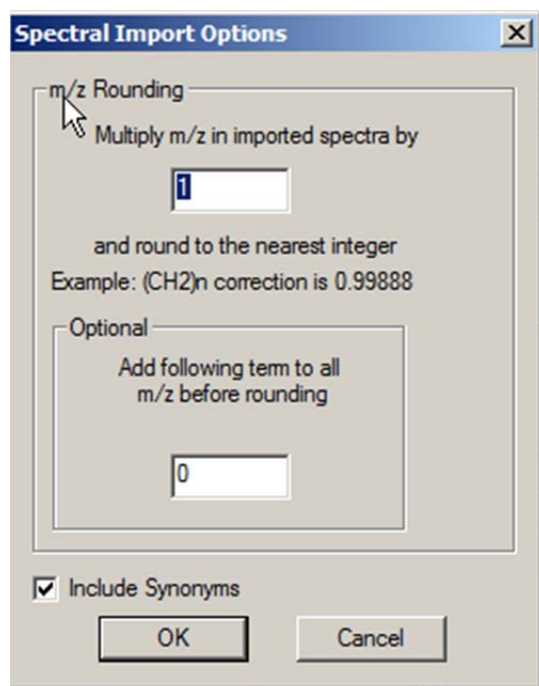 Spectral Import Options
m/z Rounding
Multiply m/z in imported spectra by
1
and round to the nearest integer
Example: (CH2)n correction is 0.99888
Optional
Add following term to all
m/z before rounding
0
Include Synonyms
OK Cancel